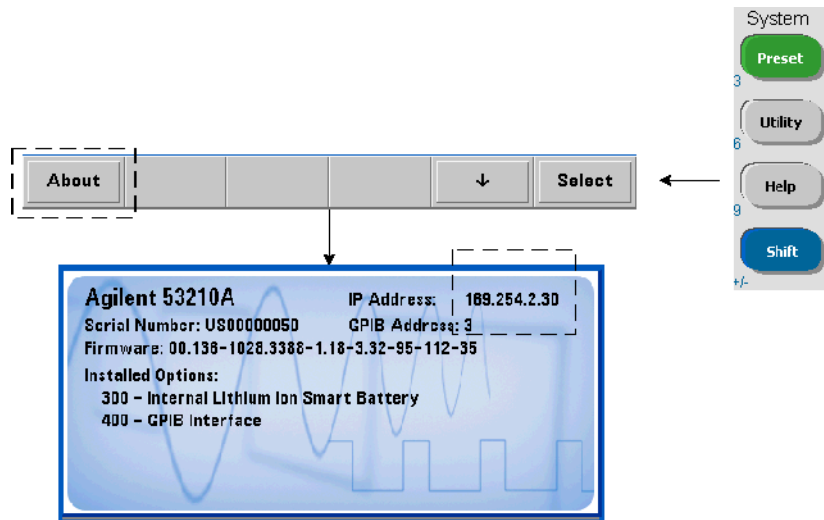 System
Preset
3
Utility
6
Help
9
Shift
+/-
About
↓
Select
Agilent 53210A
IP Address: 169.254.2.30
Serial Number: US00000050 GPIB Address: 3
Firmware: 00.136-1028.3388-1.18-3.32-95-112-35
Installed Options:
300 - Internal Lithium Ion Smart Battery
400 - GPIB Interface